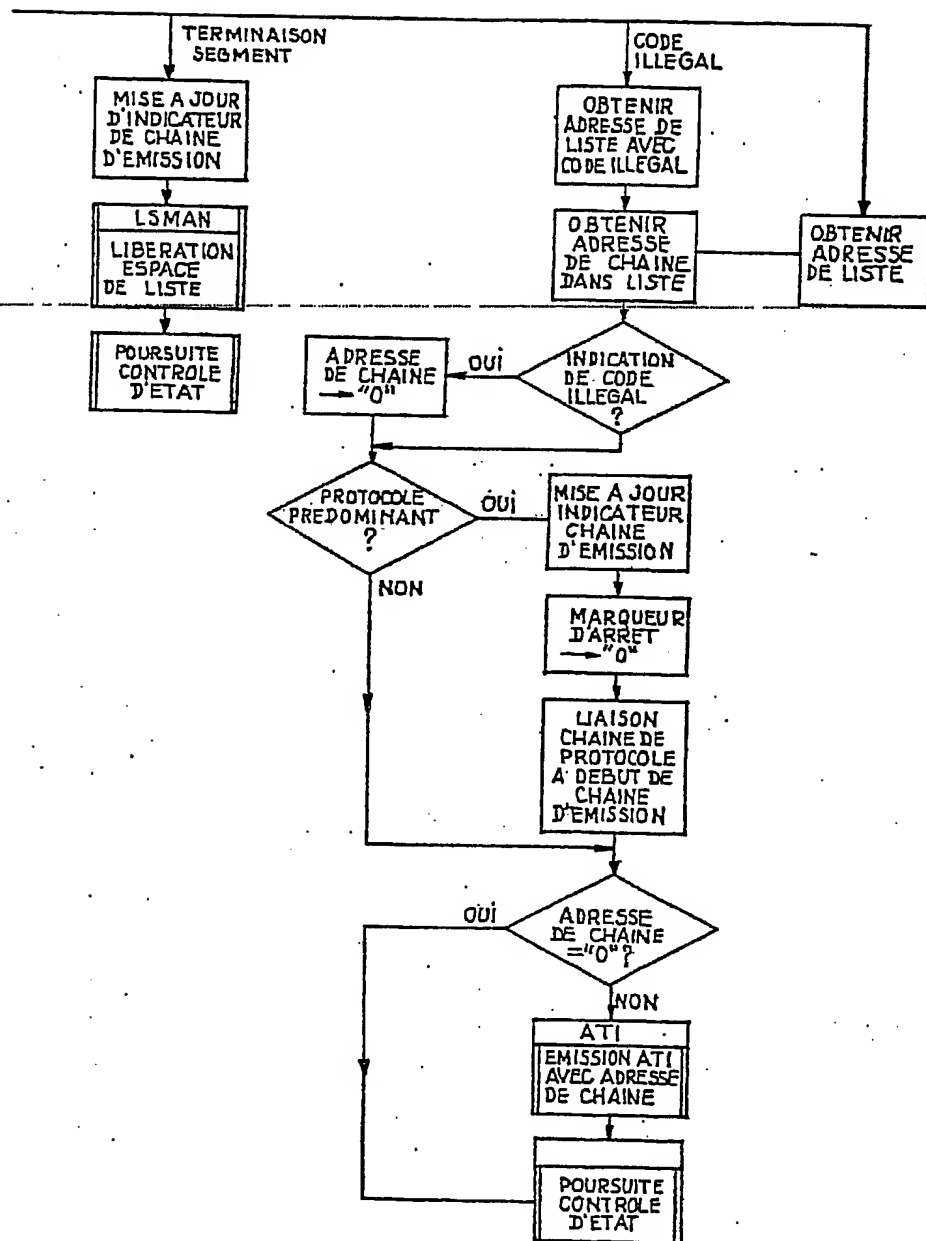 TERMINAISON
SEGMENT
MISE A JOUR
D'INDICATEUR
DE CHAINE
D'EMISSION
LSMAN
LIBERATION
ESPACE
DE LISTE
POURSUITE
CONTROLE
D'ETAT
CODE
ILLEGAL
OBTENIR
ADRESSE DE
LISTE AVEC
CODE ILLEGAL
OBTENIR
ADRESSE
DE CHAINE
DANS LISTE
OBTENIR
ADRESSE
DE LISTE
INDICATION
DE CODE
ILLEGAL
?
OUI
ADRESSE
DE CHAINE
→ "0"
PROTOCOLE
PREDOMINANT
?
OUI
NON
MISE A JOUR
INDICATEUR
CHAINE
D'EMISSION
MARQUEUR
D'ARRET
→ "0"
LIAISON
CHAINE DE
PROTOCOLE
A DEBUT DE
CHAINE
D'EMISSION
ADRESSE
DE CHAINE
="0"?
OUI
NON
ATI
EMISSION ATI
AVEC ADRESSE
DE CHAINE
POURSUITE
CONTROLE
D'ETAT